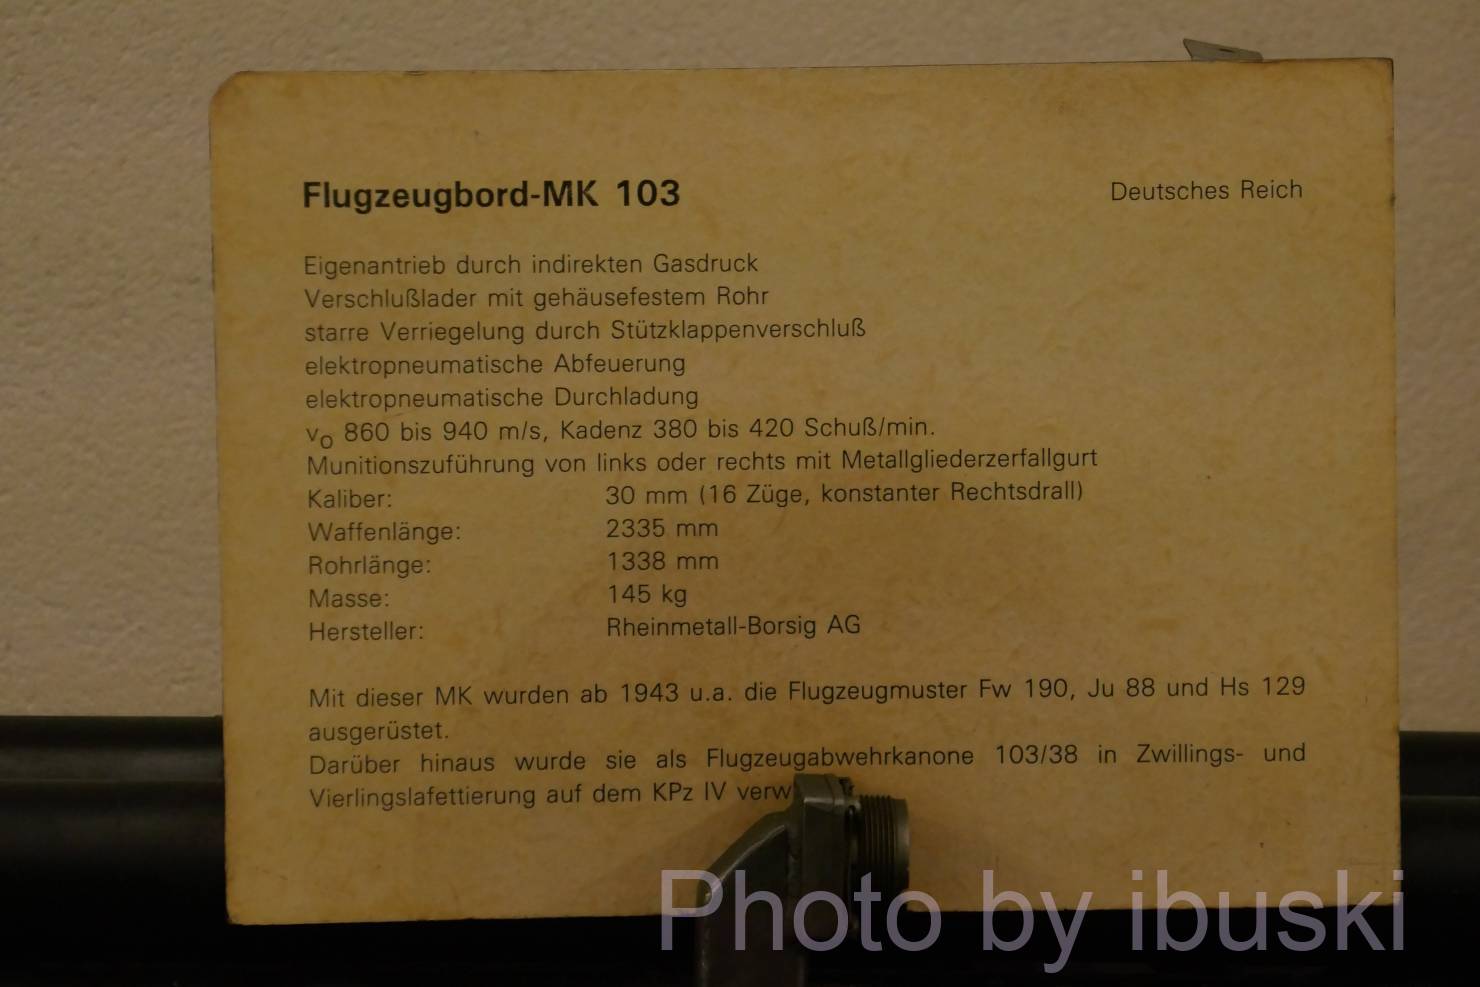 Flugzeugbord-MK 103
Deutsches Reich
Eigenantrieb durch indirekten Gasdruck
Verschlußlader mit gehäusefestem Rohr
starre Verriegelung durch Stützklappenverschluß
elektropneumatische Abfeuerung
elektropneumatische Durchladung
v₀ 860 bis 940 m/s, Kadenz 380 bis 420 Schuß/min.
Munitionszuführung von links oder rechts mit Metallgliederzerfallgurt
Kaliber: 30 mm (16 Züge, konstanter Rechtsdrall)
Waffenlänge: 2335 mm
Rohrlänge: 1338 mm
Masse: 145 kg
Hersteller: Rheinmetall-Borsig AG
Mit dieser MK wurden ab 1943 u.a. die Flugzeugmuster Fw 190, Ju 88 und Hs 129
ausgerüstet.
Darüber hinaus wurde sie als Flugzeugabwehrkanone 103/38 in Zwillings- und
Vierlingslafettierung auf dem KPz IV
Photo by ibuski